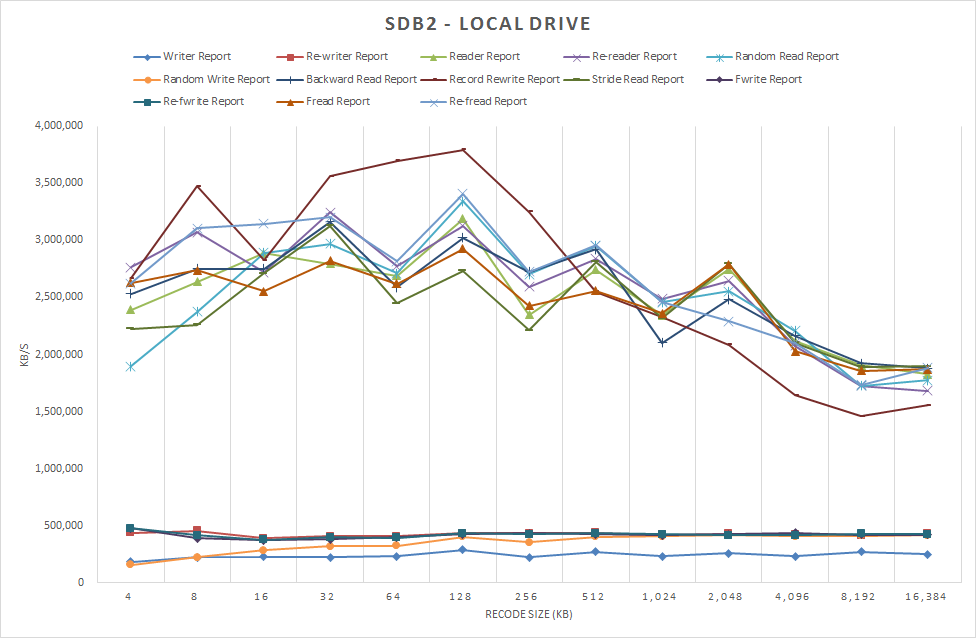 SDB2 - LOCAL DRIVE
Writer Report Re-writer Report Reader Report Re-reader Report Random Read Report
Random Write Report Backward Read Report Record Rewrite Report Stride Read Report Fwrite Report
Re-fwrite Report Fread Report Re-fread Report
4,000,000
3,500,000
3,000,000
2,500,000
2,000,000
1,500,000
1,000,000
500,000
0
KB/S
4 8 16 32 64 128 256 512 1,024 2,048 4,096 8,192 16,384
RECODE SIZE (KB)